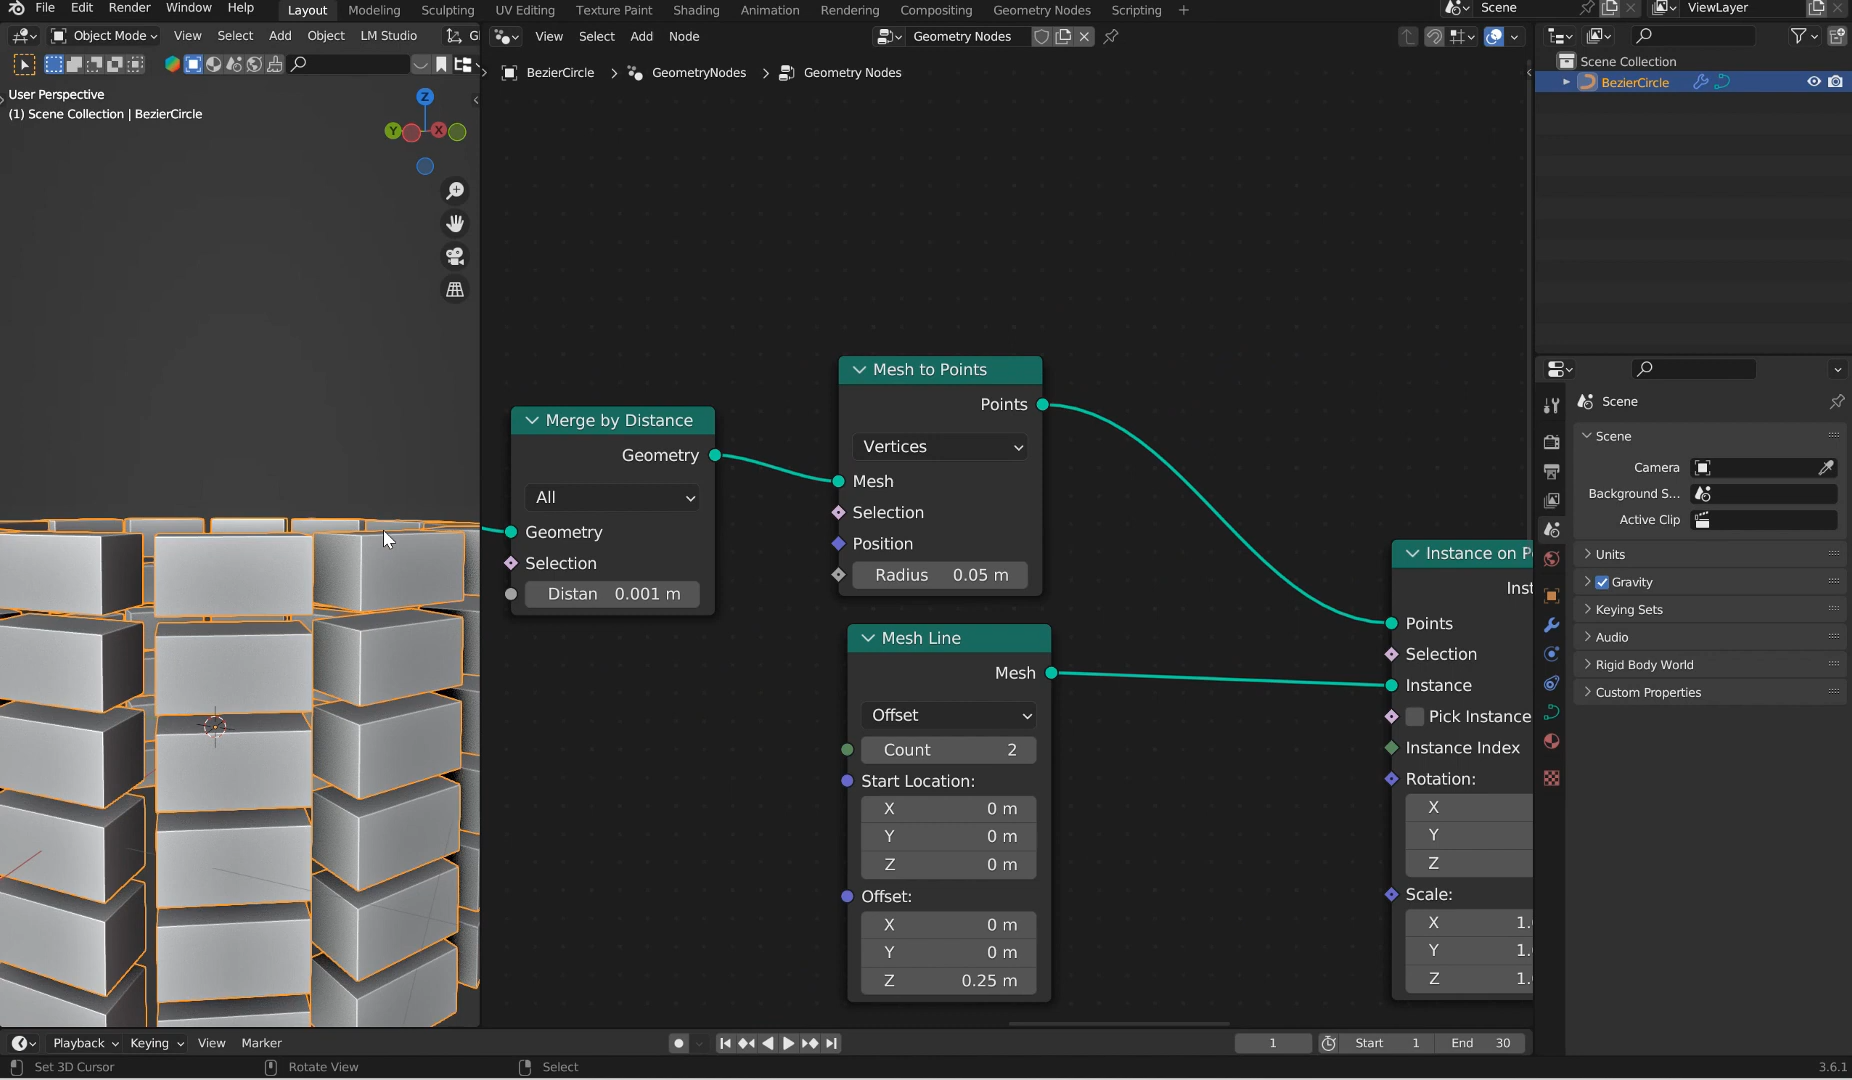 File Edit Render Window Help
Layout Modeling Sculpting UV Editing Texture Paint Shading Animation Rendering Compositing Geometry Nodes Scripting +
Scene
ViewLayer
Object Mode View Select Add Object LM Studio G
View Select Add Node
Geometry Nodes
BezierCircle > GeometryNodes > Geometry Nodes
User Perspective
(1) Scene Collection | BezierCircle
Z
Y
X
Scene Collection
BezierCircle
Merge by Distance
Geometry
All
Geometry
Selection
Distan 0.001 m
Mesh to Points
Points
Vertices
Mesh
Selection
Position
Radius 0.05 m
Mesh Line
Mesh
Offset
Count 2
Start Location:
X 0 m
Y 0 m
Z 0 m
Offset:
X 0 m
Y 0 m
Z 0.25 m
Instance on P
Inst
Points
Selection
Instance
Pick Instance
Instance Index
Rotation:
X
Y
Z
Scale:
X 1.
Y 1.
Z 1.
Scene
Scene
Camera
Background S...
Active Clip
Units
Gravity
Keying Sets
Audio
Rigid Body World
Custom Properties
Playback Keying View Marker
1
Start 1
End 30
Set 3D Cursor
Rotate View
Select
3.6.1